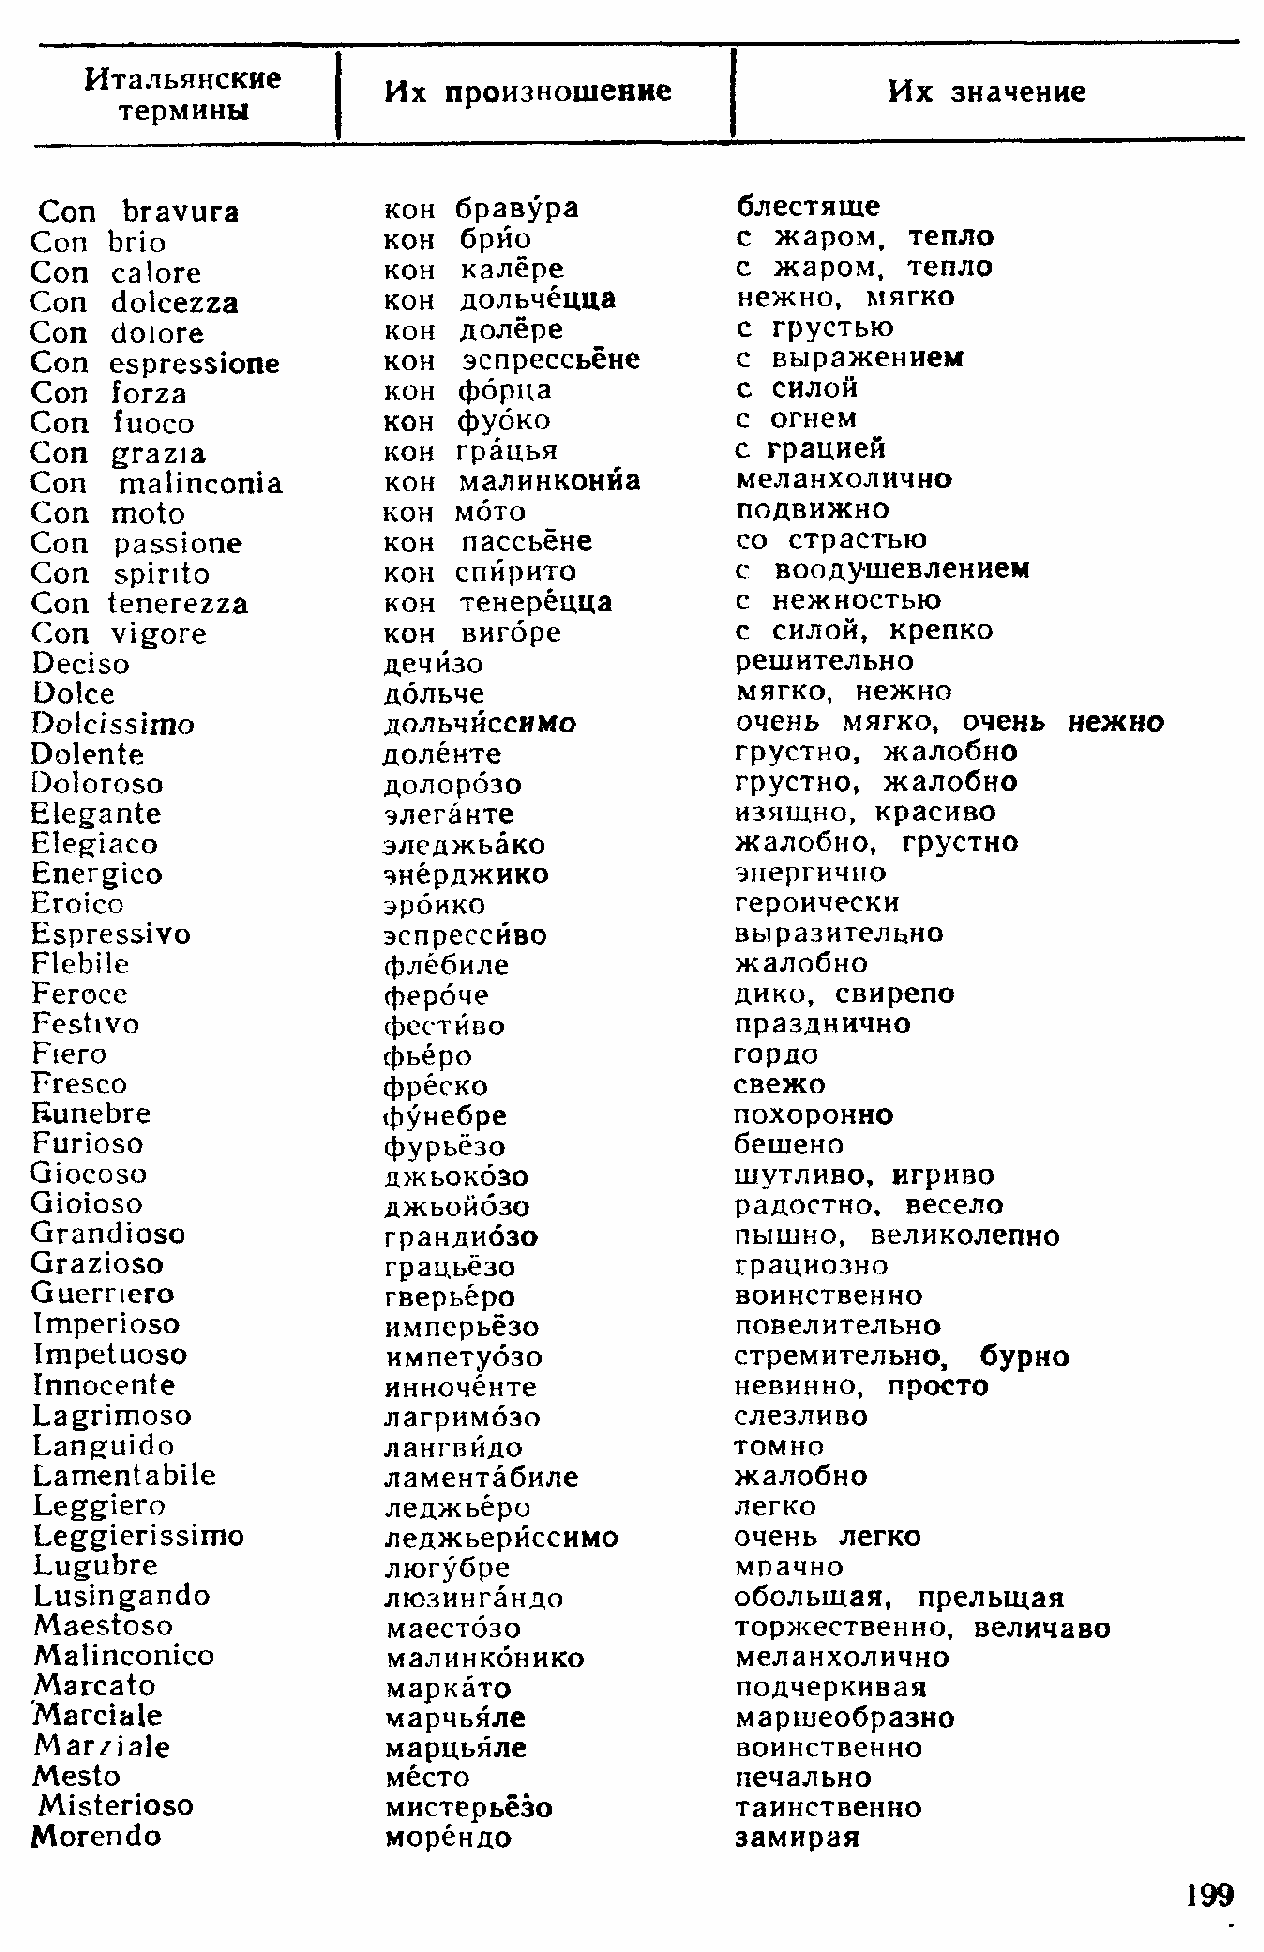 Итальянские термины Их произношение Их значение
Con bravura кон браву́ра блестяще
Con brio кон бри́о с жаром, тепло
Con calore кон калёре с жаром, тепло
Con dolcezza кон дольче́цца нежно, мягко
Con dolore кон долёре с грустью
Con espressione кон эспрессьёне с выражением
Con forza кон фо́рца с силой
Con fuoco кон фуо́ко с огнем
Con grazia кон гра́цья с грацией
Con malinconia кон малинкони́а меланхолично
Con moto кон мо́то подвижно
Con passione кон пассьёне со страстью
Con spirito кон спи́рито с воодушевлением
Con tenerezza кон тенере́цца с нежностью
Con vigore кон виго́ре с силой, крепко
Deciso дечи́зо решительно
Dolce до́льче мягко, нежно
Dolcissimo дольчи́ссимо очень мягко, очень нежно
Dolente доле́нте грустно, жалобно
Doloroso долоро́зо грустно, жалобно
Elegante элега́нте изящно, красиво
Elegiaco эледжьа́ко жалобно, грустно
Energico эне́рджико энергично
Eroico эро́ико героически
Espressivo эспресси́во выразительно
Flebile фле́биле жалобно
Feroce феро́че дико, свирепо
Festivo фести́во празднично
Fiero фье́ро гордо
Fresco фре́ско свежо
Funebre фу́небре похоронно
Furioso фурьёзо бешено
Giocoso джьоко́зо шутливо, игриво
Gioioso джьойо́зо радостно, весело
Grandioso грандио́зо пышно, великолепно
Grazioso грацьёзо грациозно
Guerriero гверье́ро воинственно
Imperioso имперьёзо повелительно
Impetuoso импетуо́зо стремительно, бурно
Innocente инноче́нте невинно, просто
Lagrimoso лагримо́зо слезливо
Languido лангви́до томно
Lamentabile ламента́биле жалобно
Leggiero леджье́ро легко
Leggierissimo леджьери́ссимо очень легко
Lugubre люгу́бре мрачно
Lusingando люзинга́ндо обольщая, прельщая
Maestoso маесто́зо торжественно, величаво
Malinconico малинко́нико меланхолично
Marcato марка́то подчеркивая
Marciale марчья́ле маршеобразно
Marziale марцья́ле воинственно
Mesto ме́сто печально
Misterioso мистерьёзо таинственно
Morendo море́ндо замирая
199